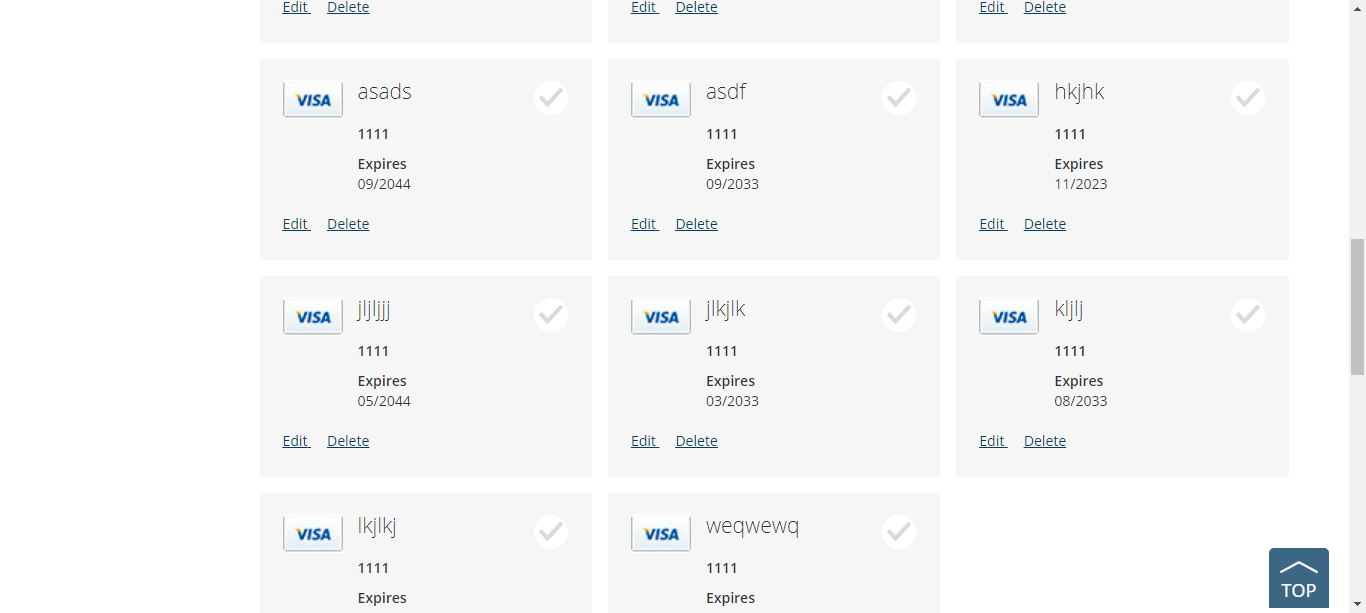 Edit Delete Edit Delete Edit Delete
VISA asads VISA asdf VISA hkjhk
1111 1111 1111
Expires Expires Expires
09/2044 09/2033 11/2023
Edit Delete Edit Delete Edit Delete
VISA jljljjj VISA jlkjlk VISA kljlj
1111 1111 1111
Expires Expires Expires
05/2044 03/2033 08/2033
Edit Delete Edit Delete Edit Delete
VISA lkjlkj VISA weqwewq
1111 1111
Expires Expires
TOP